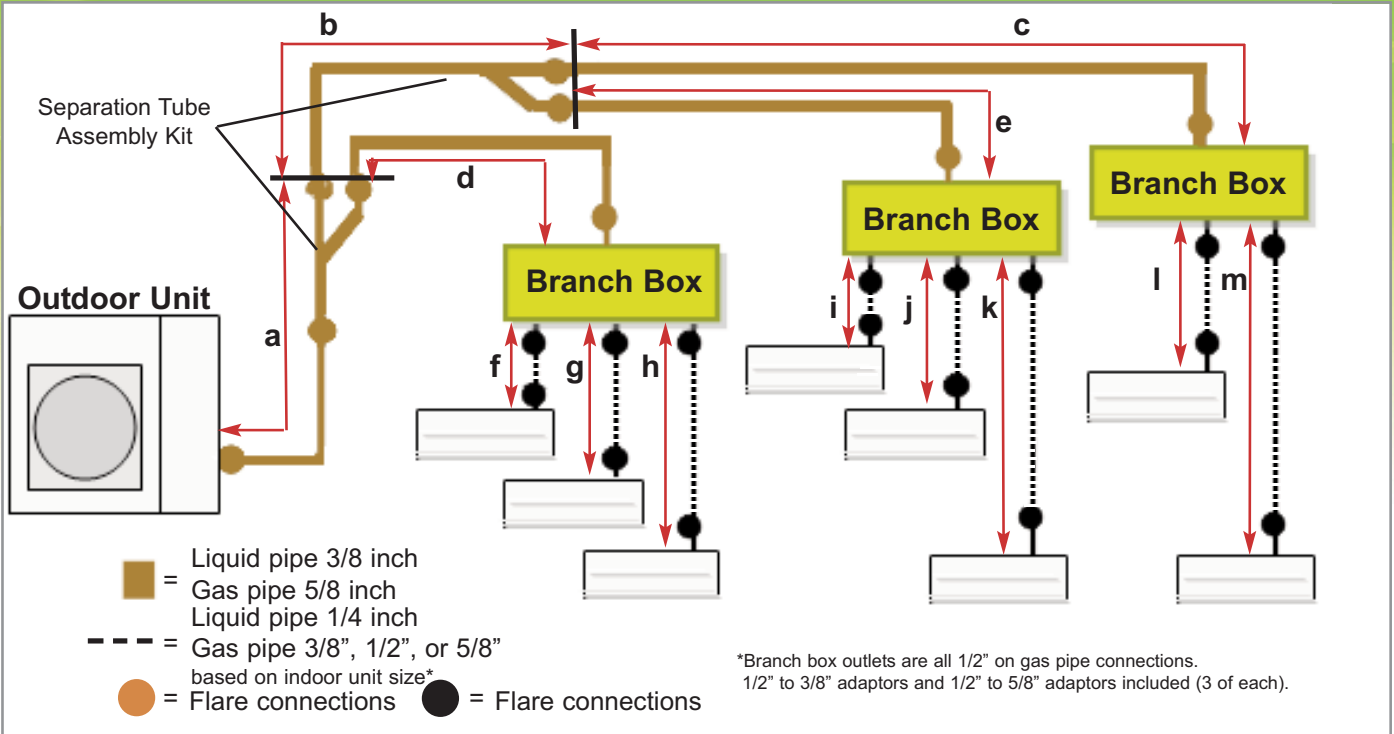 b
c
Separation Tube
Assembly Kit
e
d
Branch Box
Branch Box
Branch Box
Outdoor Unit
a
f
g
h
i
j
k
l
m
= Liquid pipe 3/8 inch
Gas pipe 5/8 inch
Liquid pipe 1/4 inch
= Gas pipe 3/8”, 1/2”, or 5/8”
based on indoor unit size*
= Flare connections
= Flare connections
*Branch box outlets are all 1/2” on gas pipe connections.
1/2” to 3/8” adaptors and 1/2” to 5/8” adaptors included (3 of each).